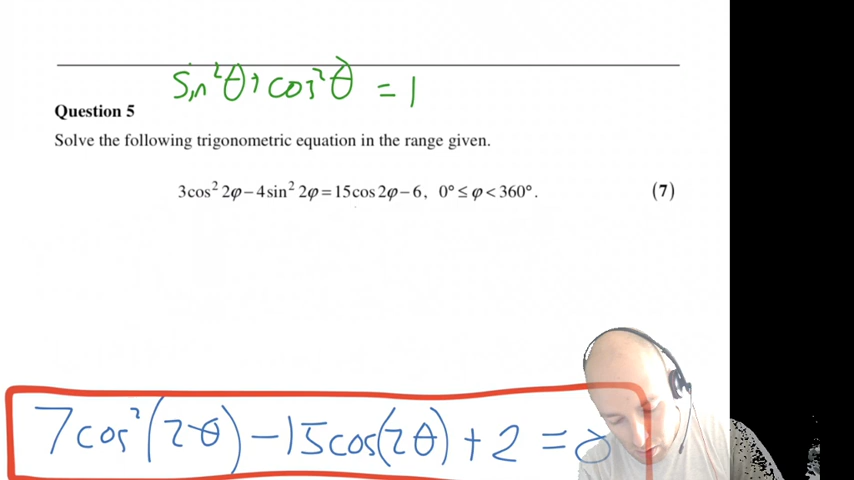 sin²θ + cos²θ = 1
Question 5
Solve the following trigonometric equation in the range given.
3cos² 2φ − 4sin² 2φ = 15cos 2φ − 6, 0° ≤ φ < 360°. (7)
7cos²(2θ) − 15cos(2θ) + 2 = 0